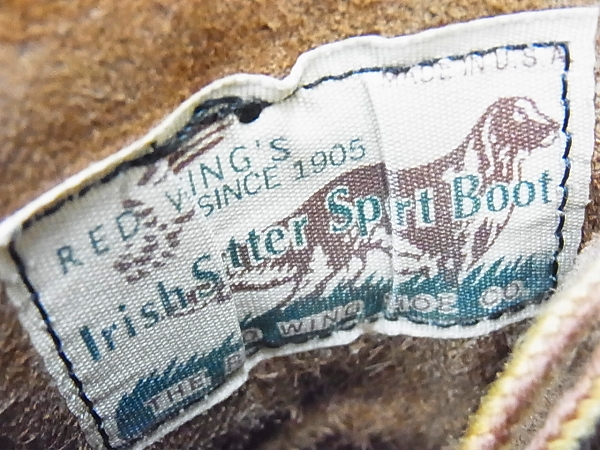 MADE IN U.S.A
RED WING'S
SINCE 1905
Irish Setter Sport Boot
THE RED WING SHOE CO.